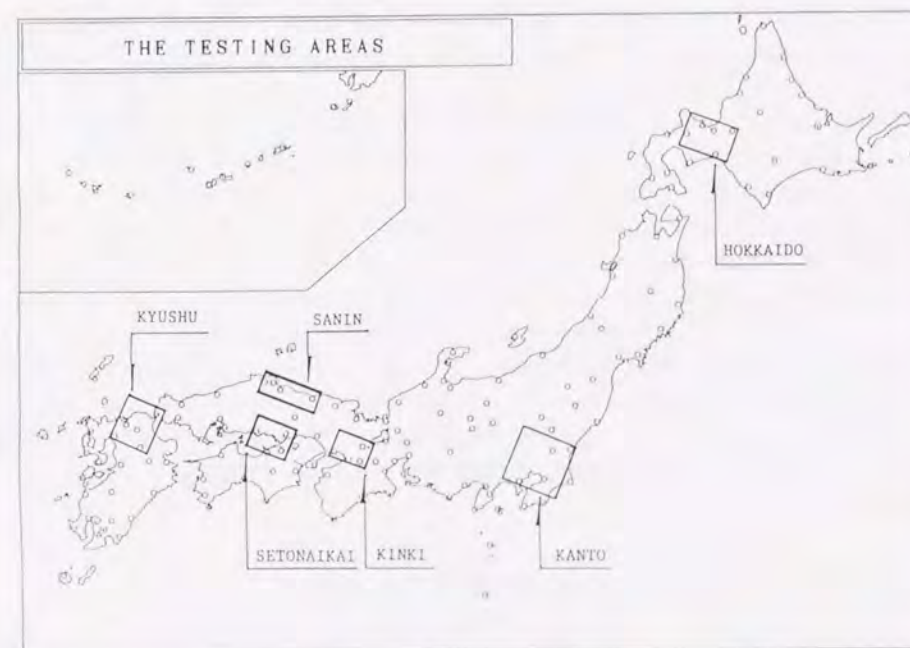 THE TESTING AREAS
HOKKAIDO
KYUSHU
SANIN
SETONAIKAI
KINKI
KANTO